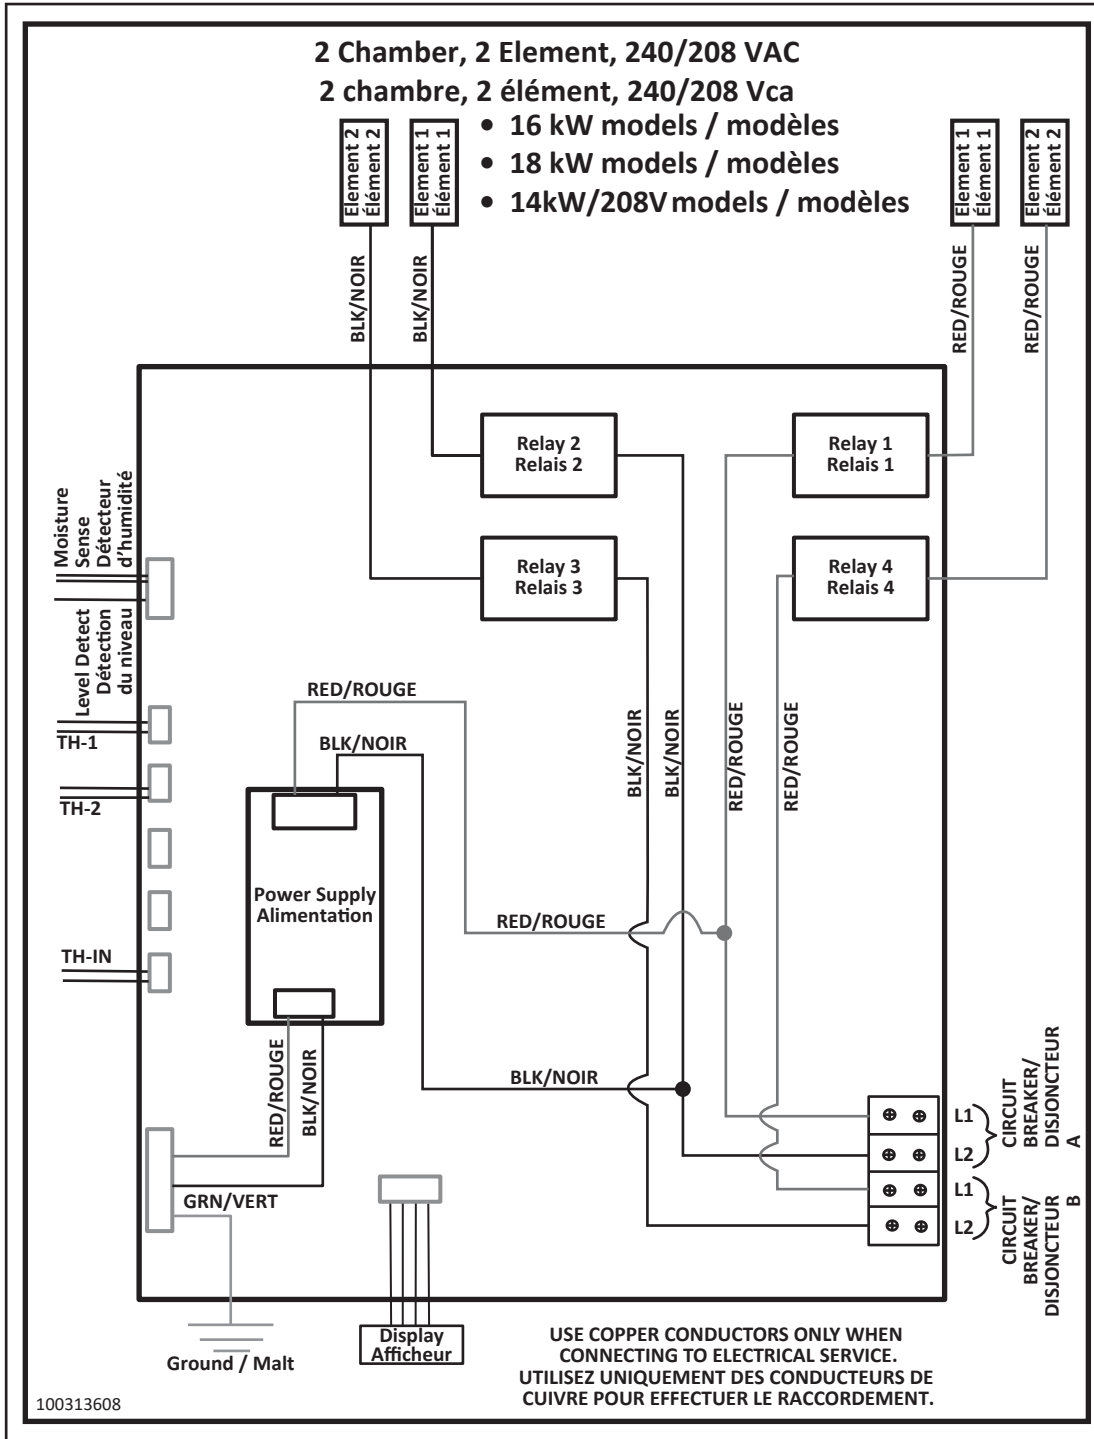 2 Chamber, 2 Element, 240/208 VAC
2 chambre, 2 élément, 240/208 Vca
• 16 kW models / modèles
• 18 kW models / modèles
• 14kW/208V models / modèles
Element 2
Élément 2
Element 1
Élément 1
Element 1
Élément 1
Element 2
Élément 2
BLK/NOIR
BLK/NOIR
RED/ROUGE
RED/ROUGE
Relay 2
Relais 2
Relay 1
Relais 1
Relay 3
Relais 3
Relay 4
Relais 4
Moisture
Sense
Détecteur
d'humidité
Level Detect
Détection
du niveau
TH-1
TH-2
TH-IN
RED/ROUGE
BLK/NOIR
BLK/NOIR
BLK/NOIR
RED/ROUGE
RED/ROUGE
Power Supply
Alimentation
RED/ROUGE
RED/ROUGE
BLK/NOIR
BLK/NOIR
GRN/VERT
L1
L2
L1
L2
CIRCUIT
BREAKER/
DISJONCTEUR
A
CIRCUIT
BREAKER/
DISJONCTEUR
B
Ground / Malt
Display
Afficheur
USE COPPER CONDUCTORS ONLY WHEN
CONNECTING TO ELECTRICAL SERVICE.
UTILISEZ UNIQUEMENT DES CONDUCTEURS DE
CUIVRE POUR EFFECTUER LE RACCORDEMENT.
100313608